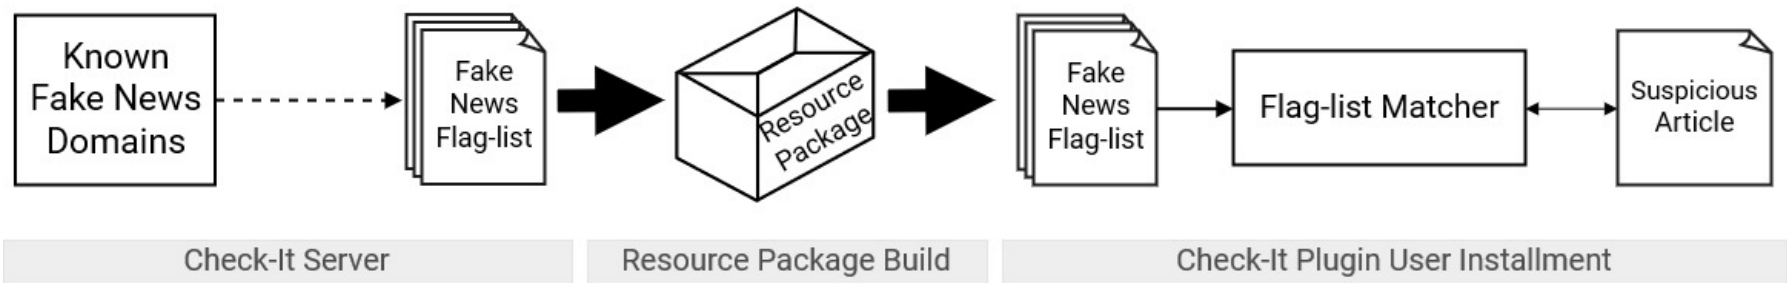 Known
Fake News
Domains
Fake
News
Flag-list
Resource
Package
Fake
News
Flag-list
Flag-list Matcher
Suspicious
Article
Check-It Server
Resource Package Build
Check-It Plugin User Installment